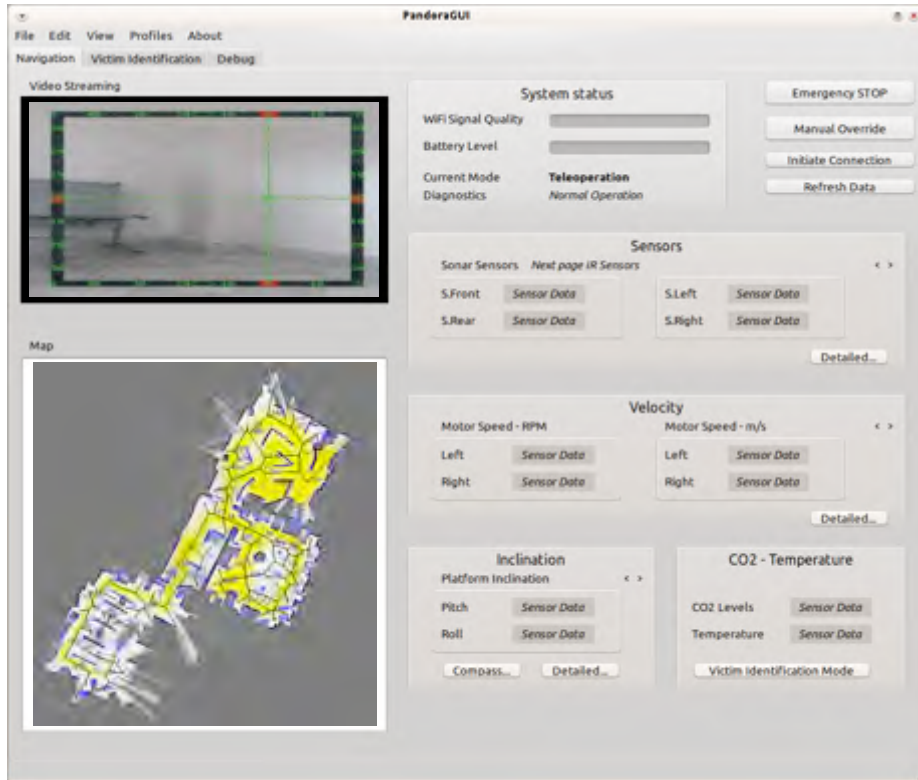 PandoraGUI
File Edit View Profiles About
Navigation Victim Identification Debug
Video Streaming
System status
WiFi Signal Quality
Battery Level
Current Mode Teleoperation
Diagnostics Normal Operation
Emergency STOP
Manual Override
Initiate Connection
Refresh Data
Sensors
Sonar Sensors Next page IR Sensors < >
S.Front Sensor Data S.Left Sensor Data
S.Rear Sensor Data S.Right Sensor Data
Detailed...
Map
Velocity
Motor Speed - RPM Motor Speed - m/s < >
Left Sensor Data Left Sensor Data
Right Sensor Data Right Sensor Data
Detailed...
Inclination
Platform Inclination < >
Pitch Sensor Data
Roll Sensor Data
Compass... Detailed...
CO2 - Temperature
CO2 Levels Sensor Data
Temperature Sensor Data
Victim Identification Mode